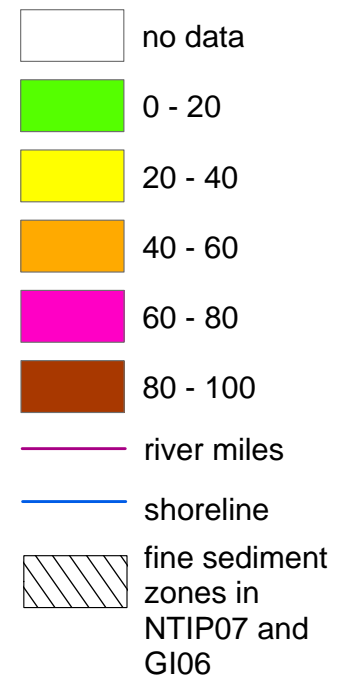 no data
0 - 20
20 - 40
40 - 60
60 - 80
80 - 100
river miles
shoreline
fine sediment
zones in
NTIP07 and
GI06